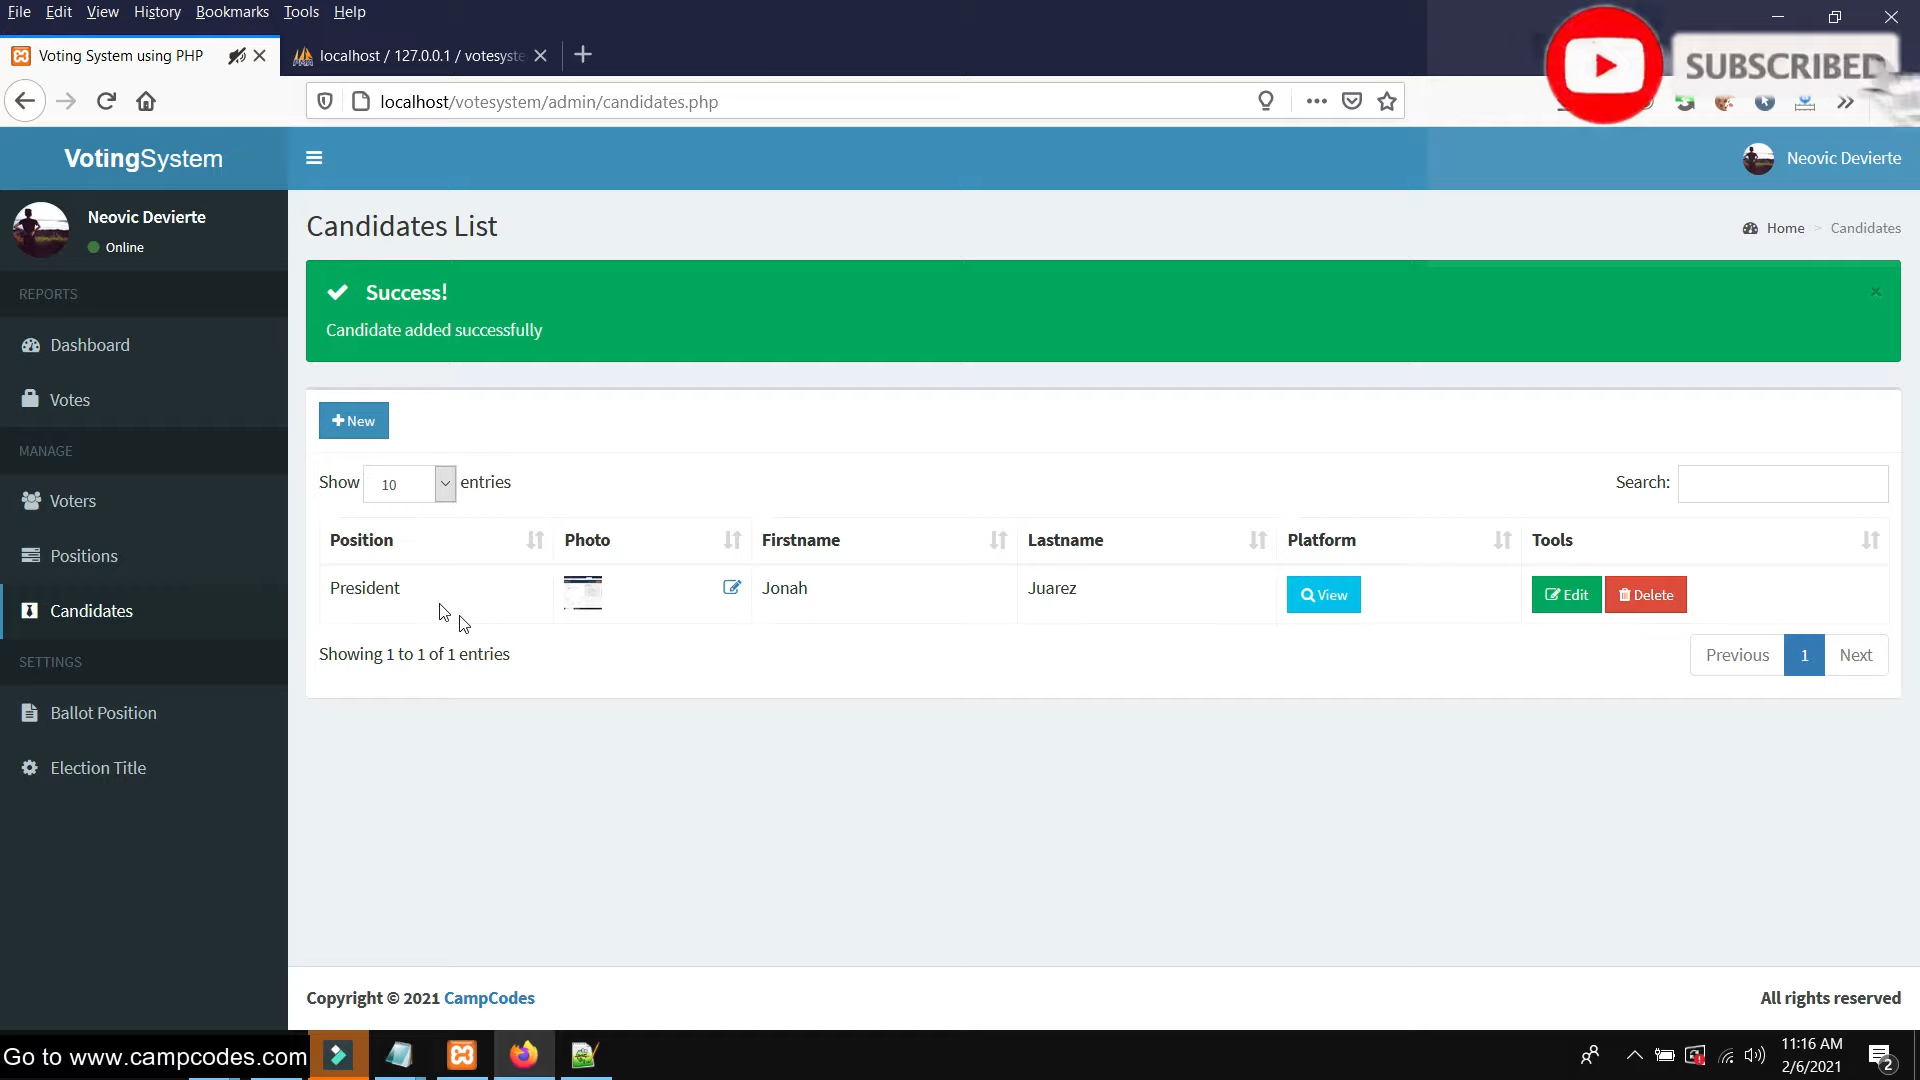 File Edit View History Bookmarks Tools Help
SUBSCRIBED
Voting System using PHP
localhost / 127.0.0.1 / votesyste
localhost/votesystem/admin/candidates.php
VotingSystem
Neovic Devierte
Neovic Devierte
Online
REPORTS
Dashboard
Votes
MANAGE
Voters
Positions
Candidates
SETTINGS
Ballot Position
Election Title
Candidates List
Home > Candidates
Success!
×
Candidate added successfully
New
Show 10 entries
Search:
Position Photo Firstname Lastname Platform Tools
President Jonah Juarez View Edit Delete
Showing 1 to 1 of 1 entries
Previous 1 Next
Copyright © 2021 CampCodes
All rights reserved
Go to www.campcodes.com
11:16 AM
2/6/2021
2